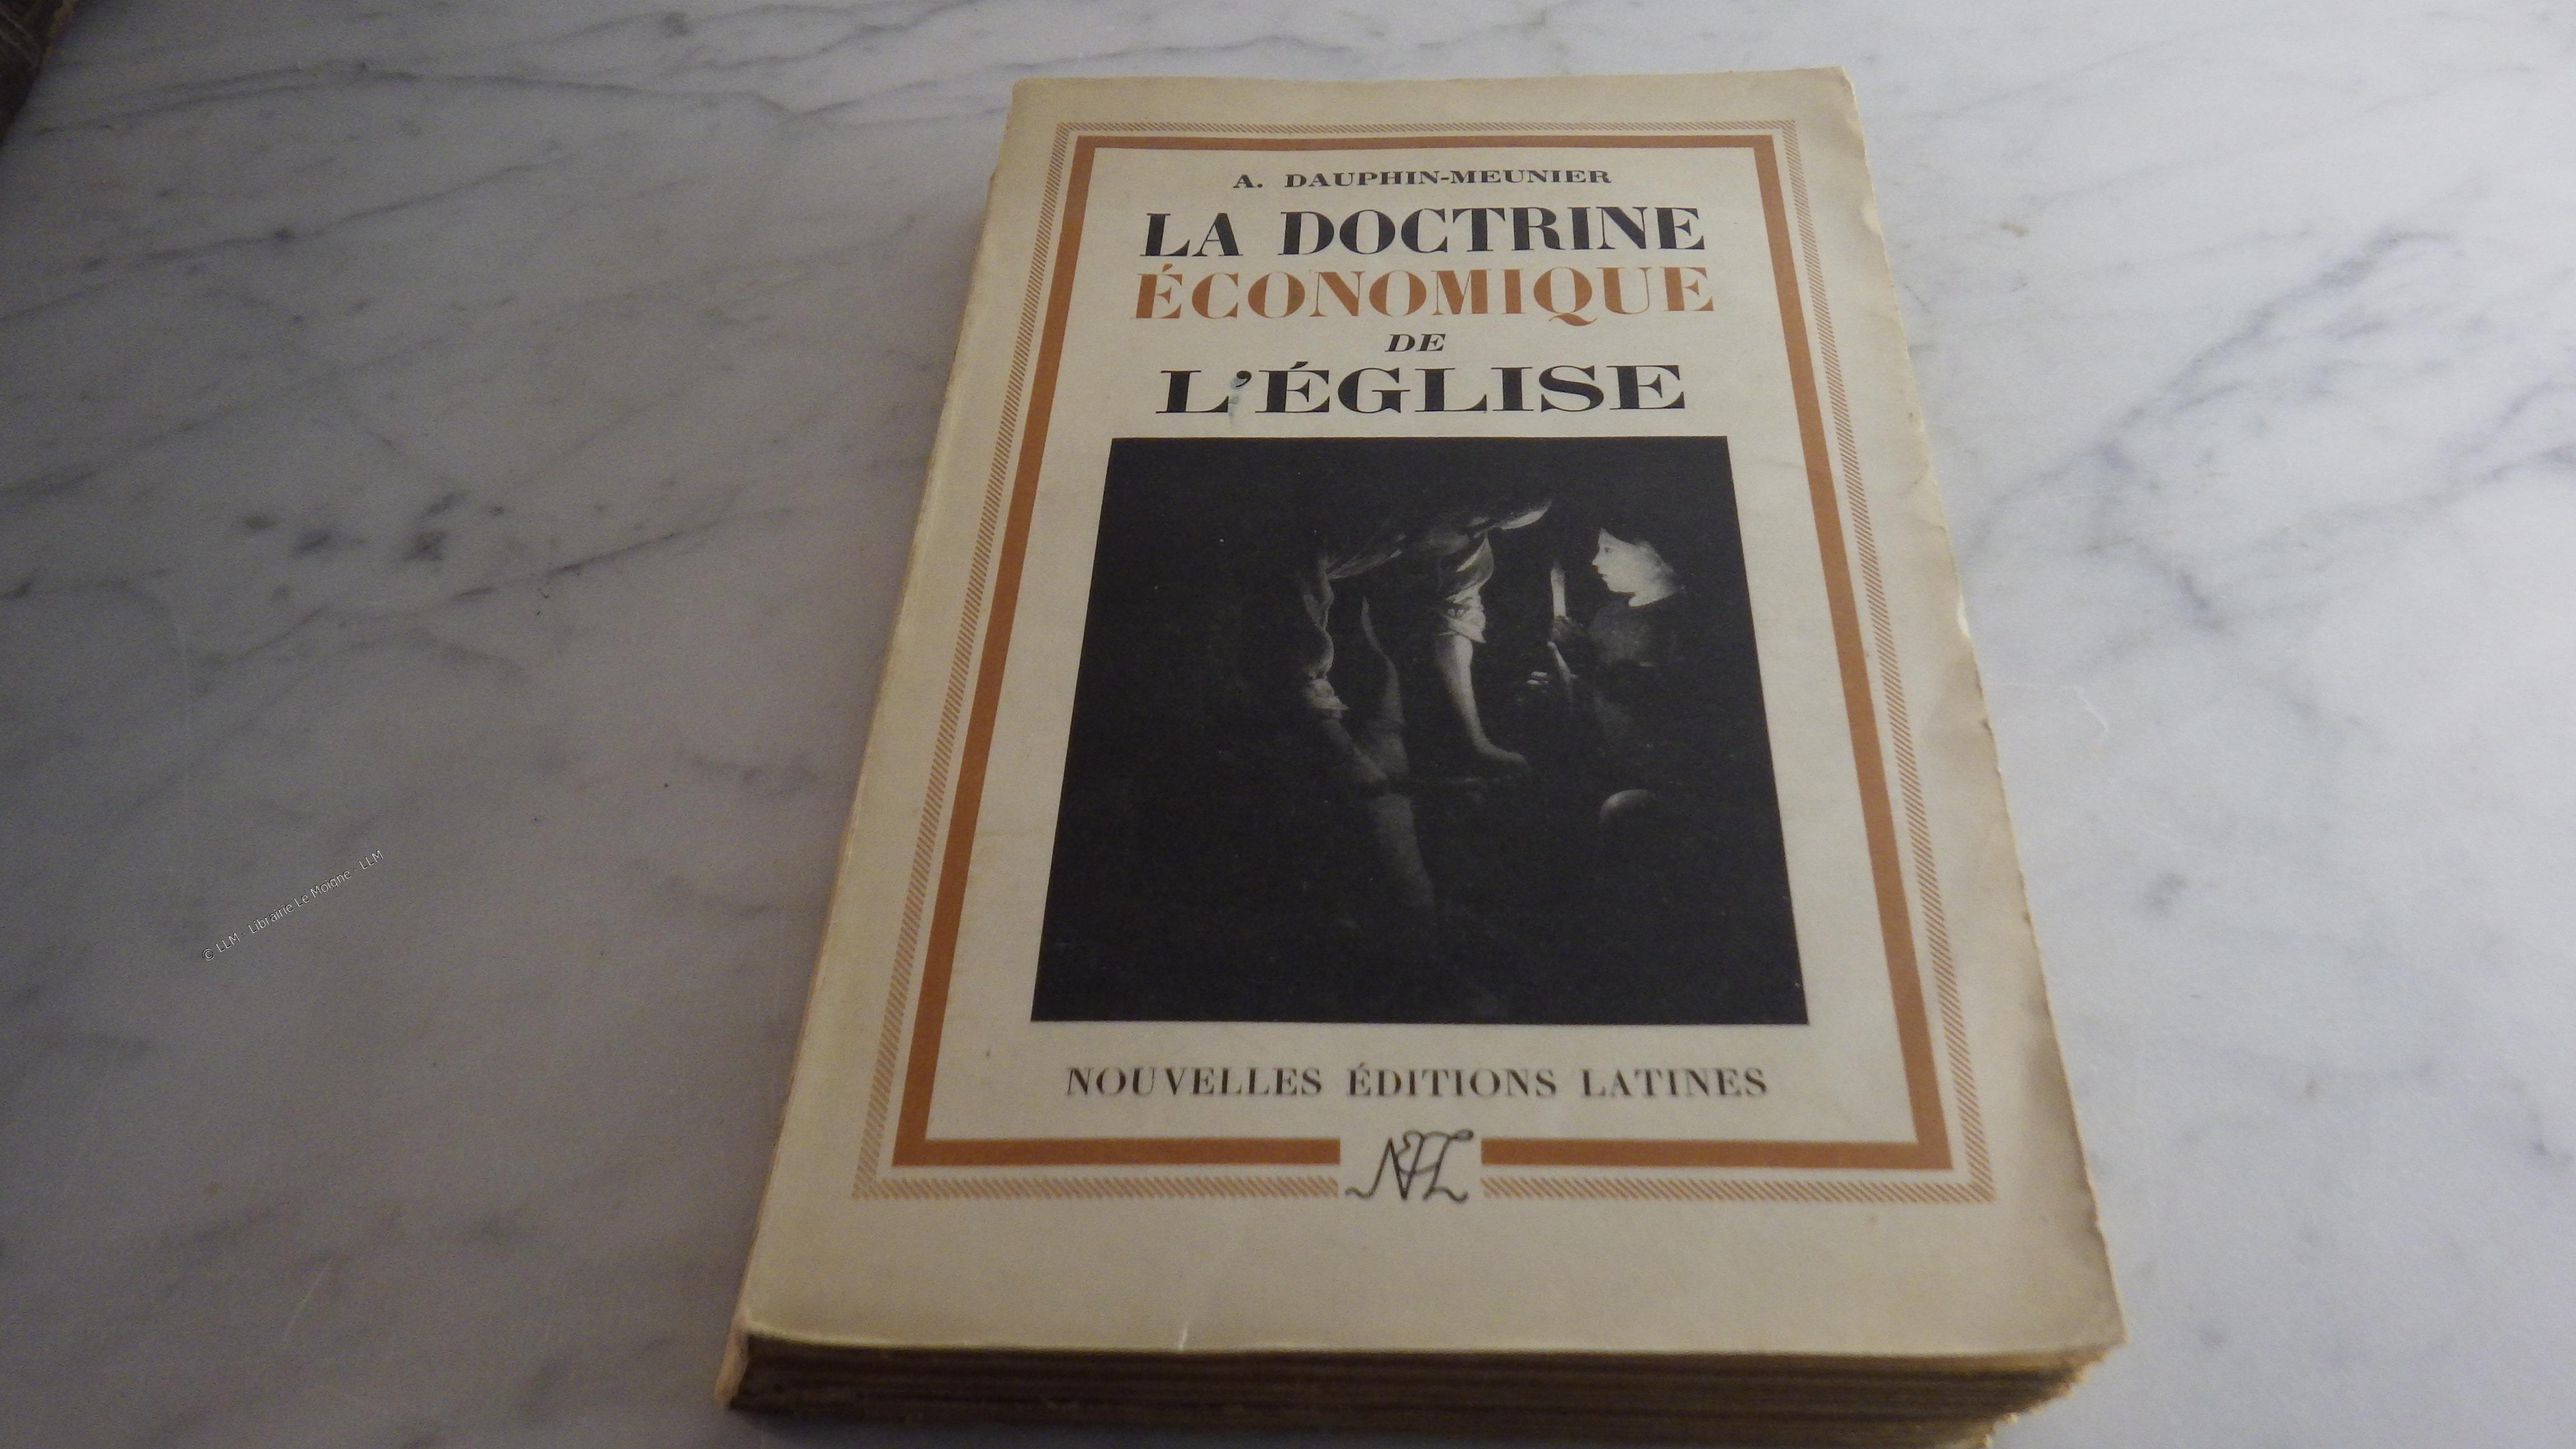 A. DAUPHIN-MEUNIER
LA DOCTRINE
ÉCONOMIQUE
DE
L'ÉGLISE
NOUVELLES ÉDITIONS LATINES
NEL
© LLM - Librairie Le Moigne - LLM